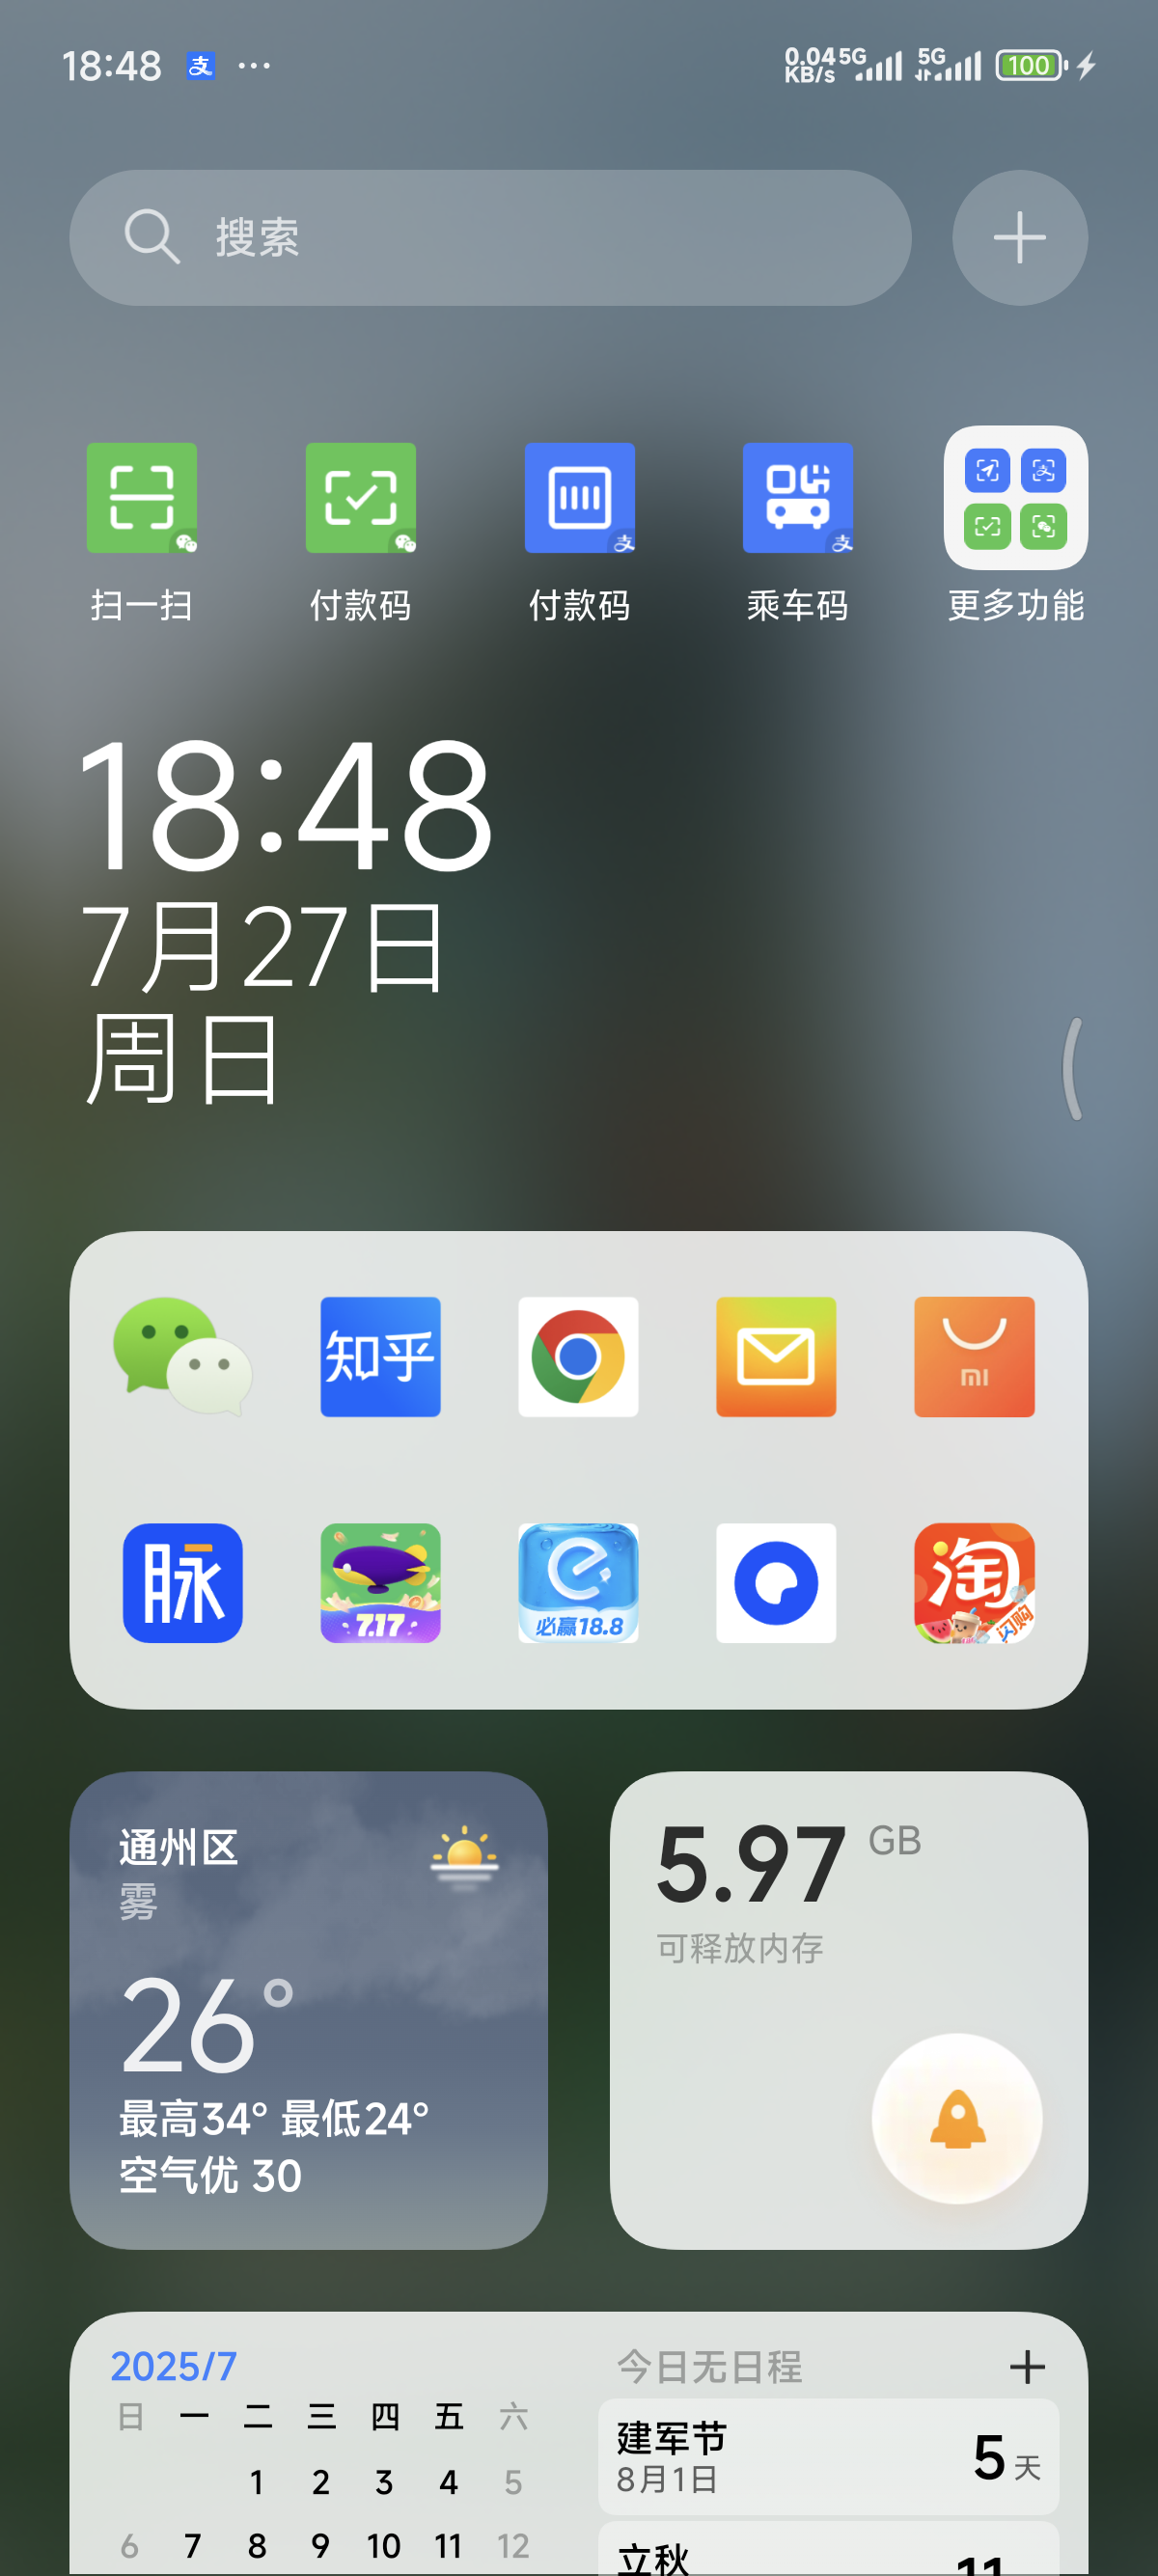 18:48 支 ...
0.04 KB/s 5G 5G 100
搜索
支
支 支
扫一扫 付款码 付款码 乘车码 更多功能
18:48
7月27日
周日
知乎
mi
脉 7.17 必赢18.8 淘 闪购
通州区
雾
26°
最高34° 最低24°
空气优 30
5.97 GB
可释放内存
2025/7
日 一 二 三 四 五 六
1 2 3 4 5
6 7 8 9 10 11 12
今日无日程
建军节
8月1日
5 天
立秋
11